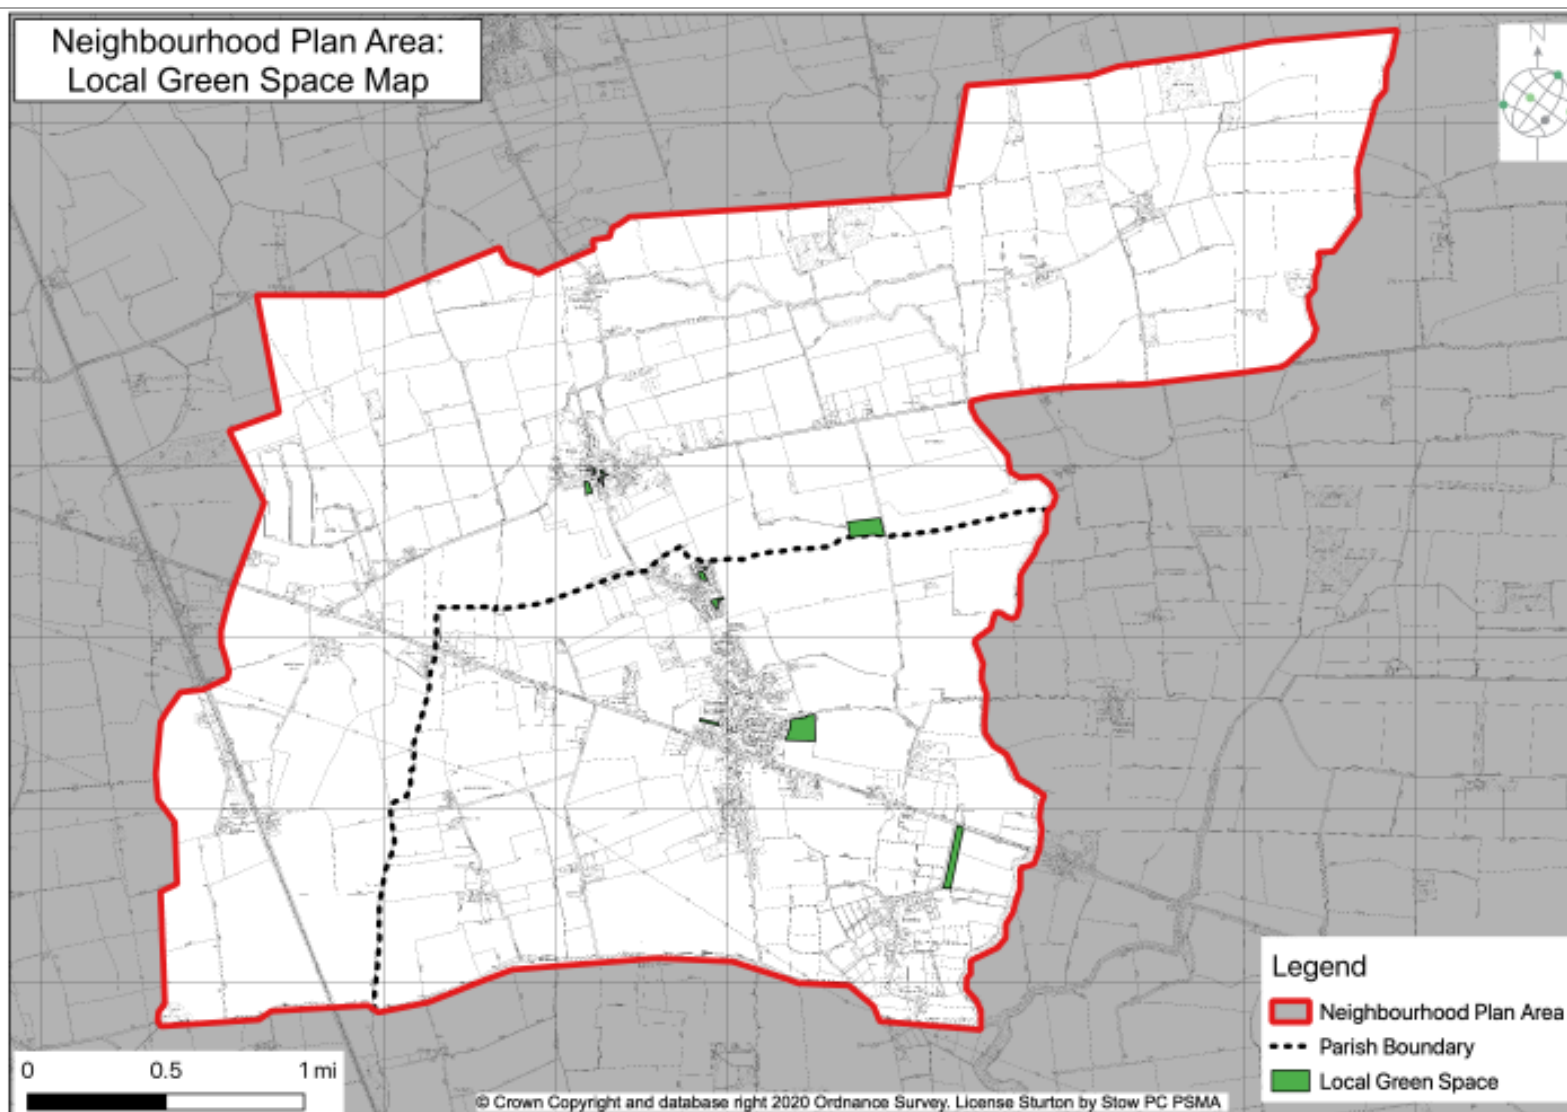 Neighbourhood Plan Area:
Local Green Space Map
N
Legend
Neighbourhood Plan Area
Parish Boundary
Local Green Space
0 0.5 1 mi
© Crown Copyright and database right 2020 Ordnance Survey. License Sturton by Stow PC PSMA